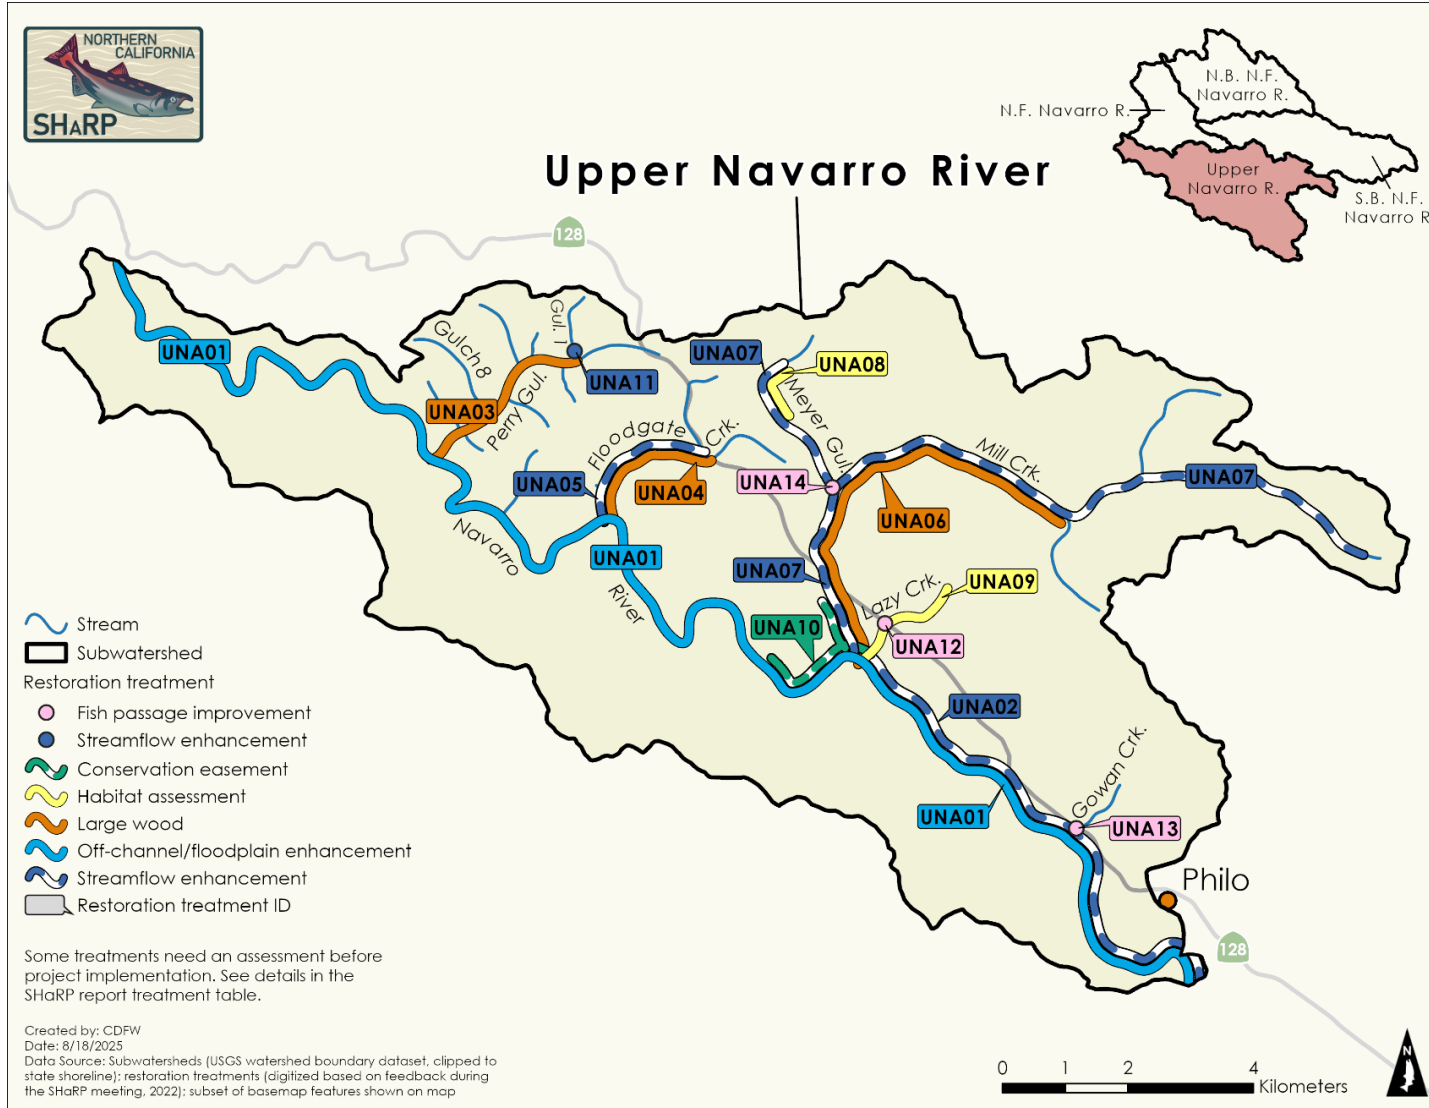 NORTHERN
CALIFORNIA
SHaRP
N.B. N.F.
Navarro R.
N.F. Navarro R.
Upper
Navarro R.
S.B. N.F.
Navarro R
Upper Navarro River
128
UNA01
Gulch8
Gul. 1
UNA11
UNA03
Perry Gul.
UNA07
UNA08
Meyer Gul.
Floodgate Crk.
UNA05
UNA04
UNA14
Mill Crk.
UNA06
UNA07
Navarro
River
UNA01
UNA07
Lazy Crk.
UNA09
UNA10
UNA12
UNA02
UNA01
Gowan Crk.
UNA13
Philo
128
Stream
Subwatershed
Restoration treatment
Fish passage improvement
Streamflow enhancement
Conservation easement
Habitat assessment
Large wood
Off-channel/floodplain enhancement
Streamflow enhancement
Restoration treatment ID
Some treatments need an assessment before
project implementation. See details in the
SHaRP report treatment table.
Created by: CDFW
Date: 8/18/2025
Data Source: Subwatersheds (USGS watershed boundary dataset, clipped to
state shoreline); restoration treatments (digitized based on feedback during
the SHaRP meeting, 2022); subset of basemap features shown on map
0 1 2 4
Kilometers
N